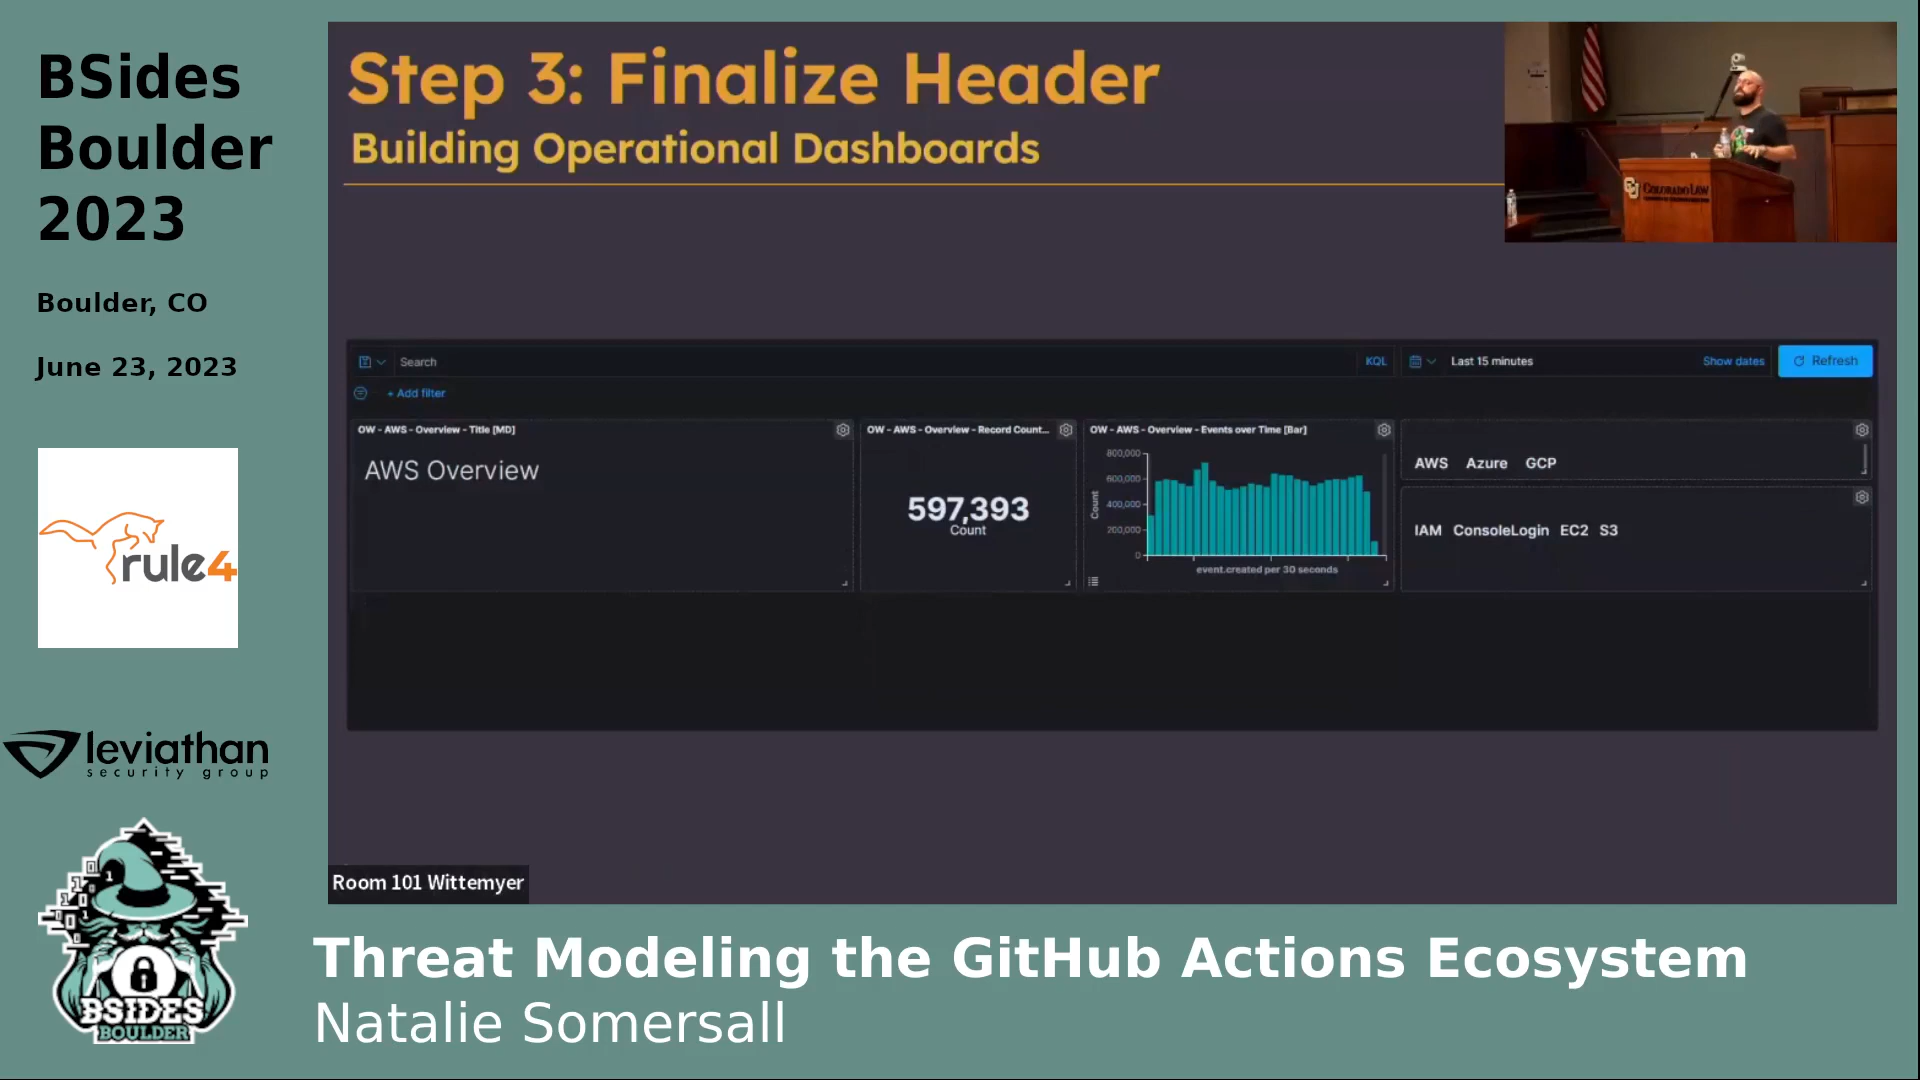 BSides
Boulder
2023
Boulder, CO
June 23, 2023
rule4
leviathan
security group
BSIDES
BOULDER
Step 3: Finalize Header
Building Operational Dashboards
COLORADO LAW
Search
KQL
Last 15 minutes
Show dates
Refresh
+ Add filter
OW - AWS - Overview - Title [MD]
AWS Overview
OW - AWS - Overview - Record Count...
597,393
Count
OW - AWS - Overview - Events over Time [Bar]
800,000
600,000
400,000
200,000
0
Count
event.created per 30 seconds
AWS Azure GCP
IAM ConsoleLogin EC2 S3
Room 101 Wittemyer
Threat Modeling the GitHub Actions Ecosystem
Natalie Somersall